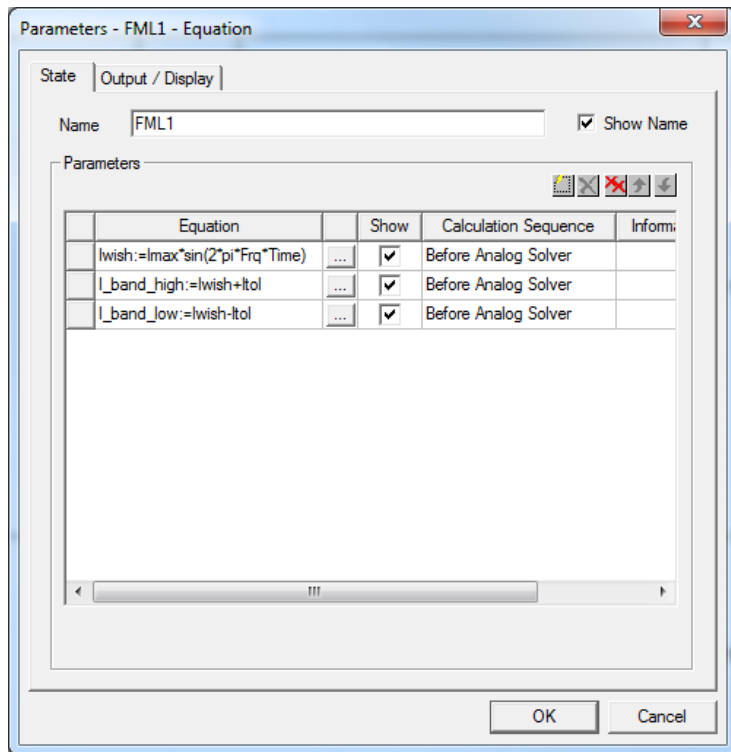 Parameters - FML1 - Equation
State Output / Display
Name FML1 Show Name
Parameters
Equation Show Calculation Sequence Informa
Iwish:=Imax*sin(2*pi*Frq*Time) ... Before Analog Solver
I_band_high:=Iwish+Itol ... Before Analog Solver
I_band_low:=Iwish-Itol ... Before Analog Solver
OK Cancel